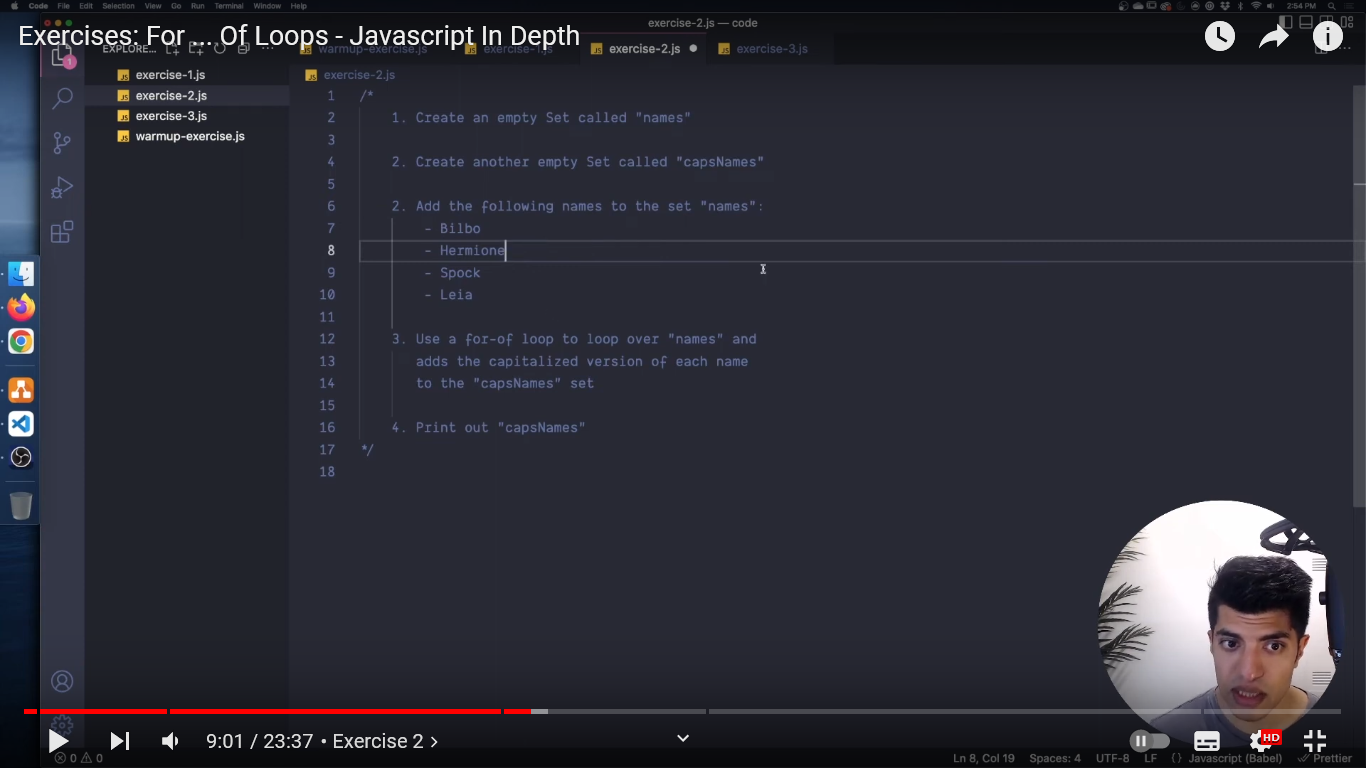 Code File Edit Selection View Go Run Terminal Window Help
2:54 PM
exercise-2.js — code
Exercises: For ... Of Loops - Javascript In Depth
EXPLORE...
warmup-exercise.js
exercise-1.js
exercise-2.js
exercise-3.js
1
exercise-1.js
exercise-2.js
exercise-3.js
warmup-exercise.js
exercise-2.js
1 /*
2 1. Create an empty Set called "names"
3
4 2. Create another empty Set called "capsNames"
5
6 2. Add the following names to the set "names":
7 - Bilbo
8 - Hermione
9 - Spock
10 - Leia
11
12 3. Use a for-of loop to loop over "names" and
13 adds the capitalized version of each name
14 to the "capsNames" set
15
16 4. Print out "capsNames"
17 */
18
9:01 / 23:37 • Exercise 2 ›
HD
0 0
Ln 8, Col 19 Spaces: 4 UTF-8 LF {} Javascript (Babel) Prettier